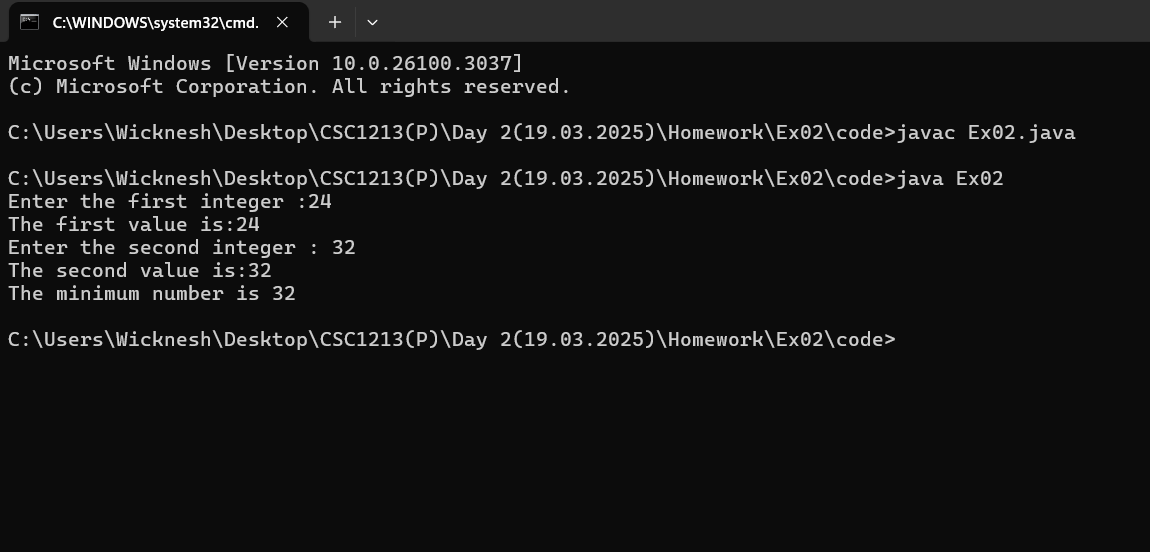 C:\WINDOWS\system32\cmd.
Microsoft Windows [Version 10.0.26100.3037]
(c) Microsoft Corporation. All rights reserved.
C:\Users\Wicknesh\Desktop\CSC1213(P)\Day 2(19.03.2025)\Homework\Ex02\code>javac Ex02.java
C:\Users\Wicknesh\Desktop\CSC1213(P)\Day 2(19.03.2025)\Homework\Ex02\code>java Ex02
Enter the first integer :24
The first value is:24
Enter the second integer : 32
The second value is:32
The minimum number is 32
C:\Users\Wicknesh\Desktop\CSC1213(P)\Day 2(19.03.2025)\Homework\Ex02\code>